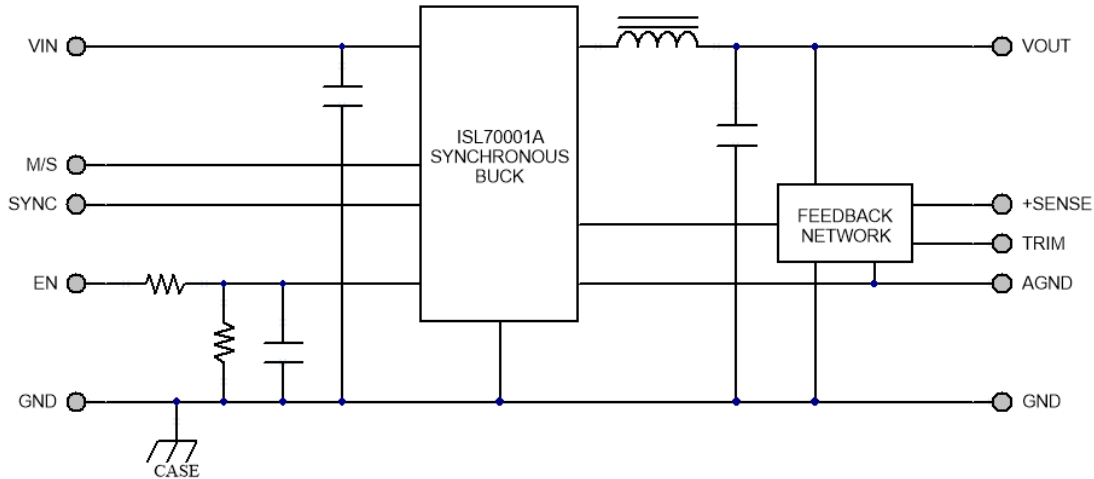 VIN
M/S
SYNC
EN
GND
CASE
ISL70001A
SYNCHRONOUS
BUCK
FEEDBACK
NETWORK
VOUT
+SENSE
TRIM
AGND
GND